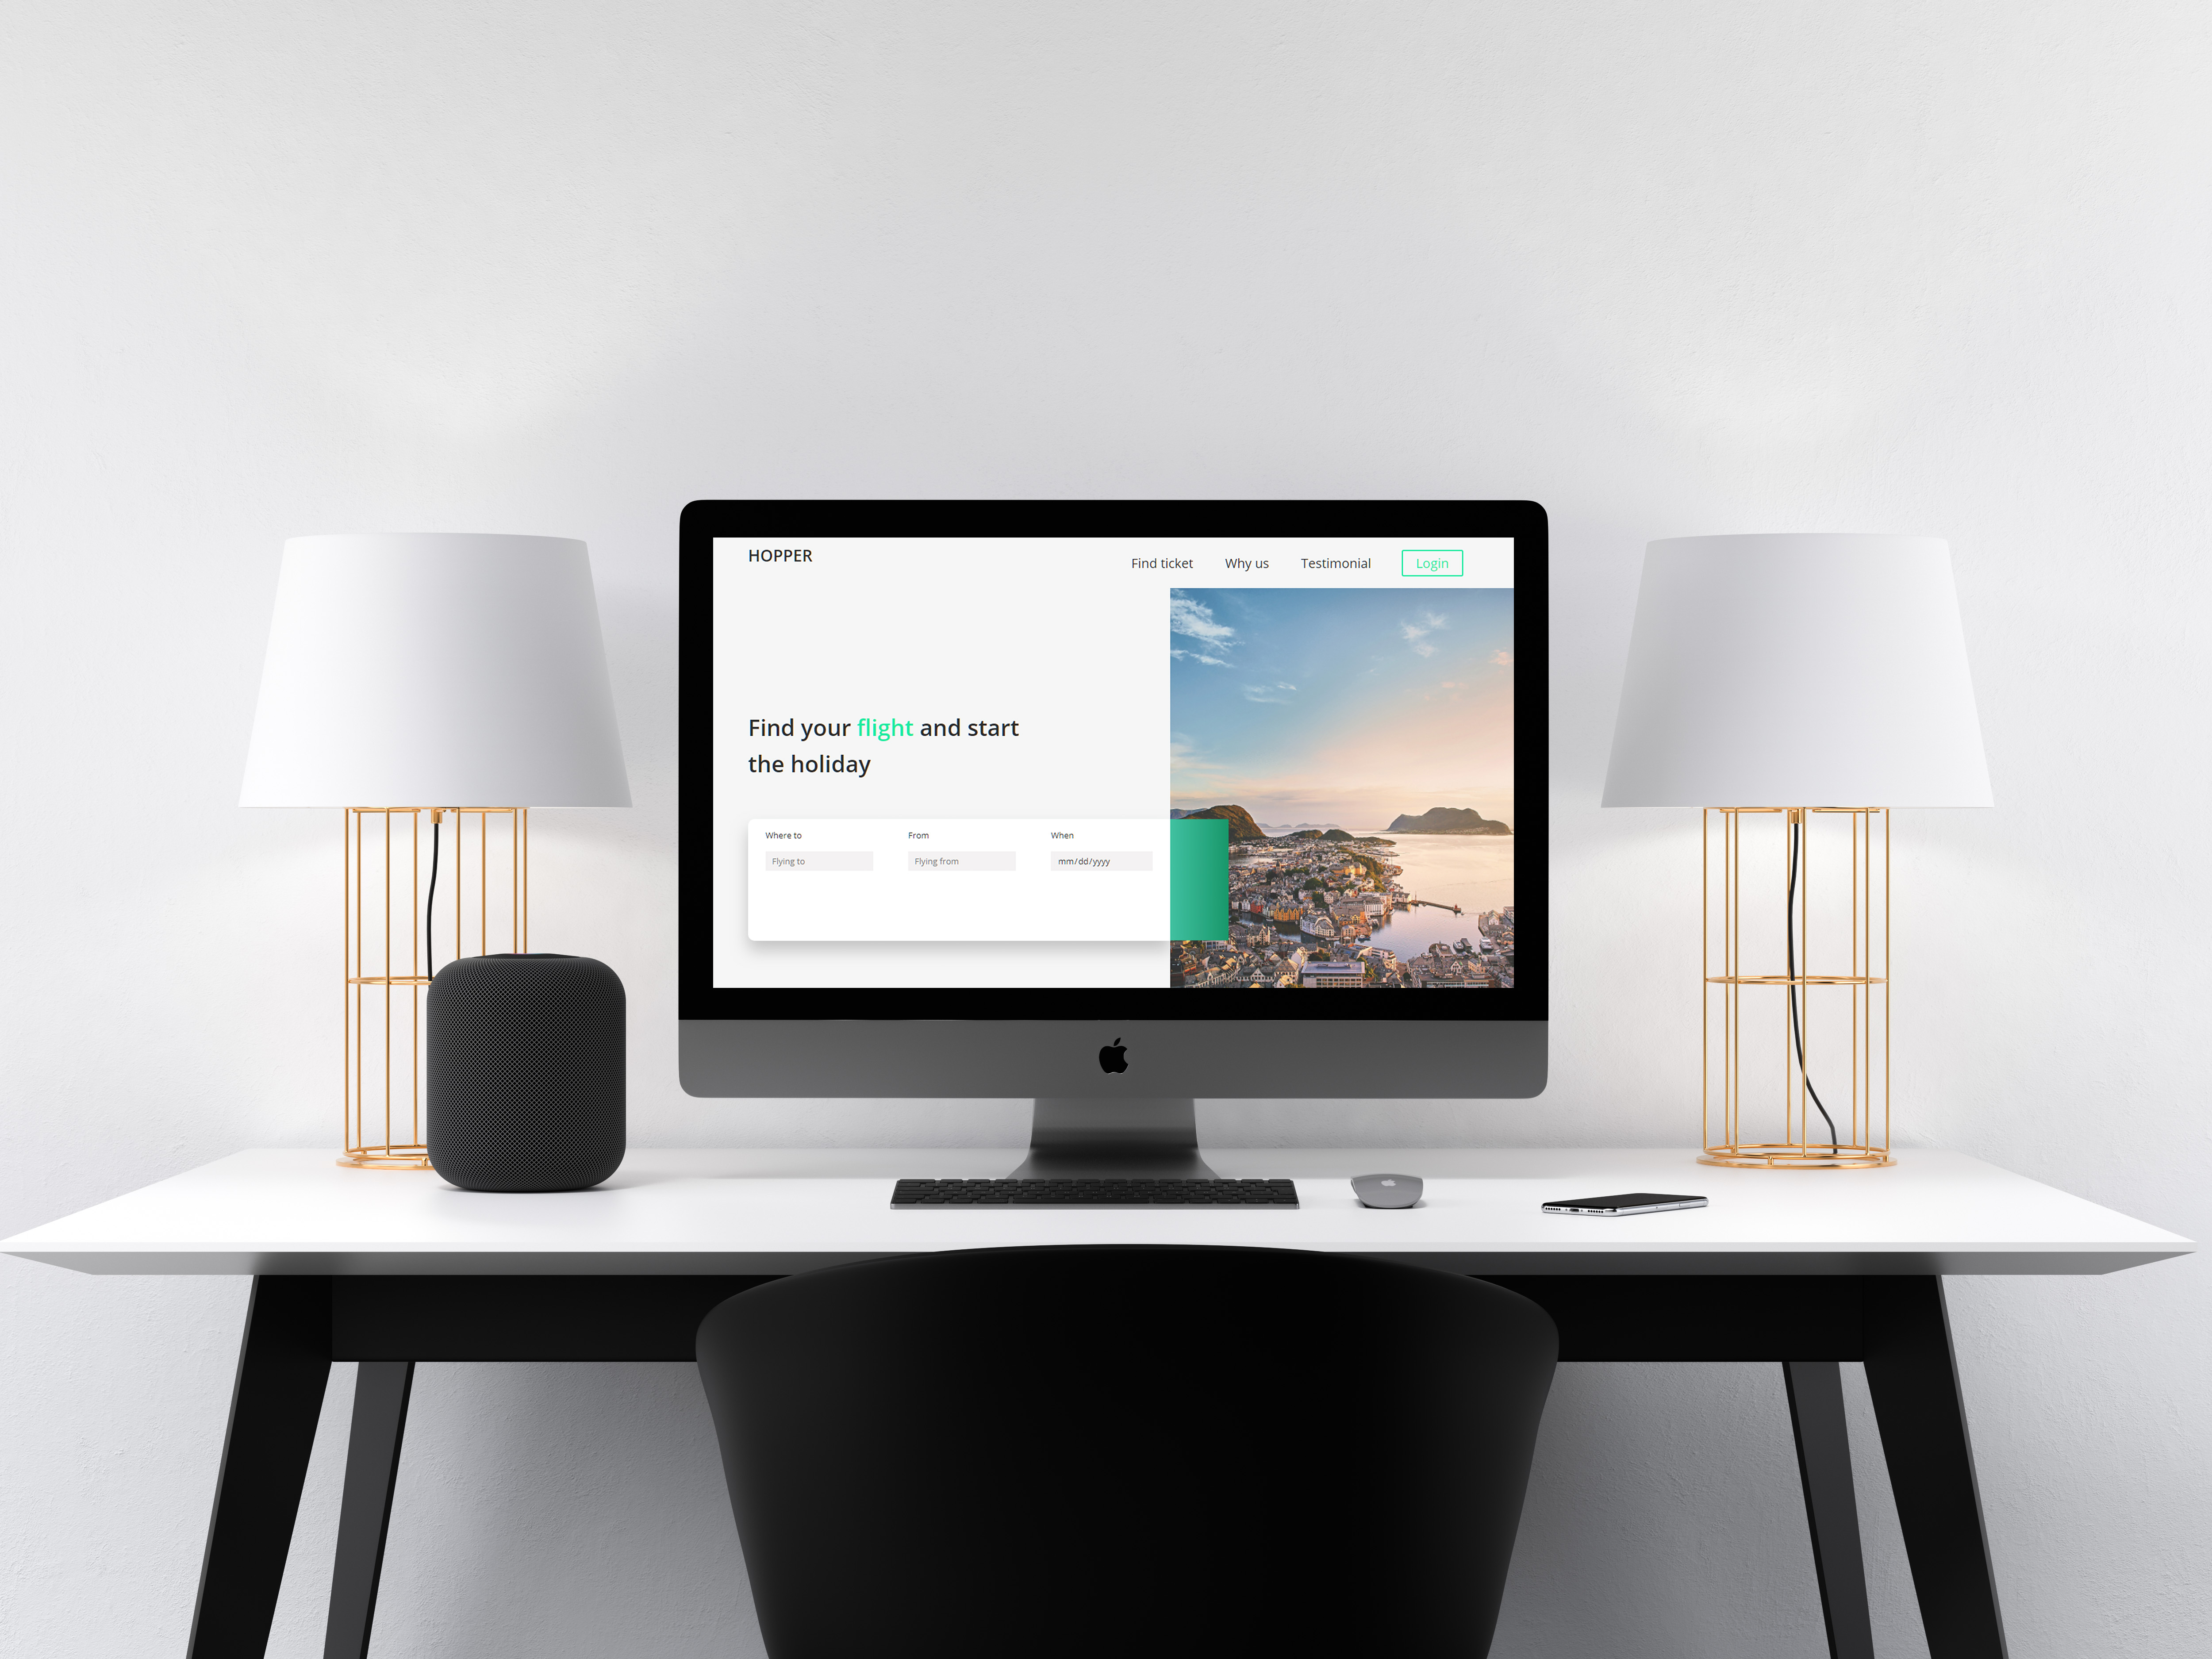 HOPPER
Find ticket
Why us
Testimonial
Login
Find your flight and start
the holiday
Where to
From
When
Flying to
Flying from
mm/dd/yyyy